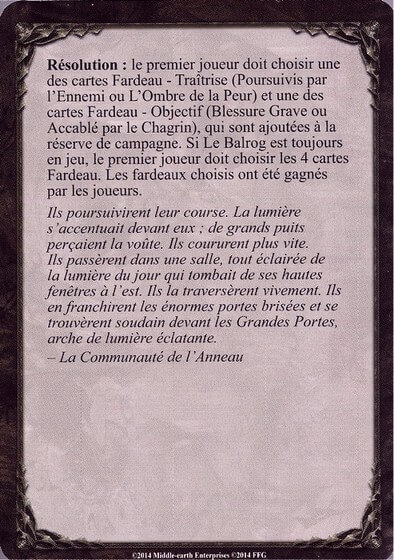 Résolution : le premier joueur doit choisir une
des cartes Fardeau - Traîtrise (Poursuivis par
l'Ennemi ou L'Ombre de la Peur) et une des
cartes Fardeau - Objectif (Blessure Grave ou
Accablé par le Chagrin), qui sont ajoutées à la
réserve de campagne. Si Le Balrog est toujours
en jeu, le premier joueur doit choisir les 4 cartes
Fardeau. Les fardeaux choisis ont été gagnés
par les joueurs.
Ils poursuivirent leur course. La lumière
s'accentuait devant eux ; de grands puits
perçaient la voûte. Ils coururent plus vite.
Ils passèrent dans une salle, tout éclairée de
la lumière du jour qui tombait de ses hautes
fenêtres à l'est. Ils la traversèrent vivement. Ils
en franchirent les énormes portes brisées et se
trouvèrent soudain devant les Grandes Portes,
arche de lumière éclatante.
– La Communauté de l'Anneau
©2014 Middle-earth Enterprises ©2014 FFG